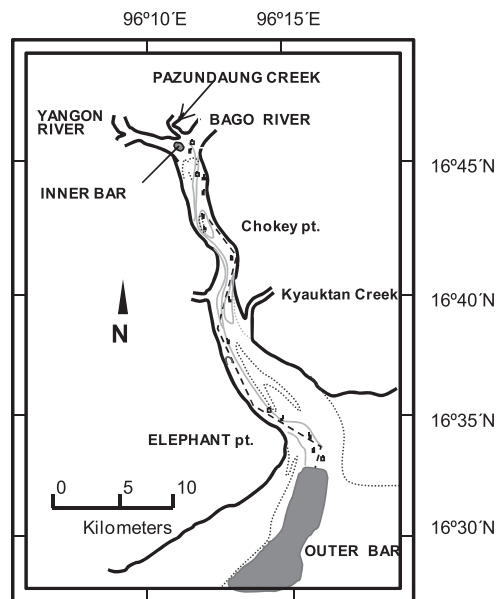 96º10´E 96º15´E
PAZUNDAUNG CREEK
YANGON
RIVER
BAGO RIVER
16º45´N
INNER BAR
Chokey pt.
Kyauktan Creek
16º40´N
N
16º35´N
ELEPHANT pt.
0 5 10
Kilometers
16º30´N
OUTER BAR